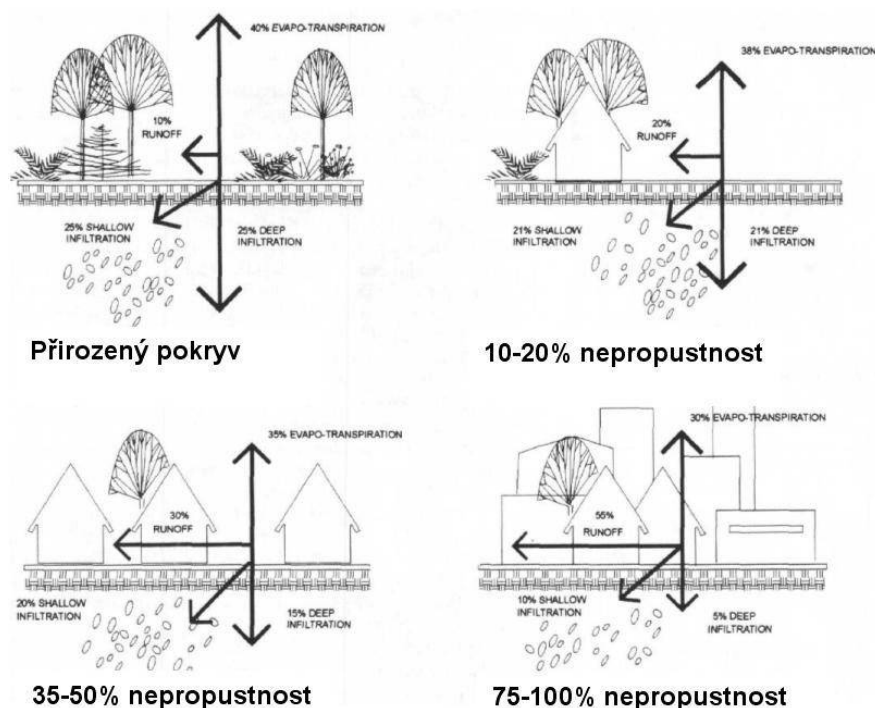 40% EVAPO-TRANSPIRATION
10%
RUNOFF
25% SHALLOW
INFILTRATION
25% DEEP
INFILTRATION
Přirozený pokryv
38% EVAPO-TRANSPIRATION
20%
RUNOFF
21% SHALLOW
INFILTRATION
21% DEEP
INFILTRATION
10-20% nepropustnost
35% EVAPO-TRANSPIRATION
30%
RUNOFF
20% SHALLOW
INFILTRATION
15% DEEP
INFILTRATION
35-50% nepropustnost
30% EVAPO-TRANSPIRATION
55%
RUNOFF
10% SHALLOW
INFILTRATION
5% DEEP
INFILTRATION
75-100% nepropustnost